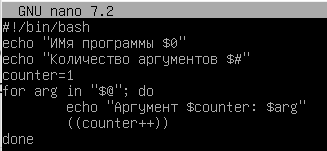 GNU nano 7.2
#!/bin/bash
echo "ИМя программы $0"
echo "Количество аргументов $#"
counter=1
for arg in "$@"; do
        echo "Аргумент $counter: $arg"
        ((counter++))
done